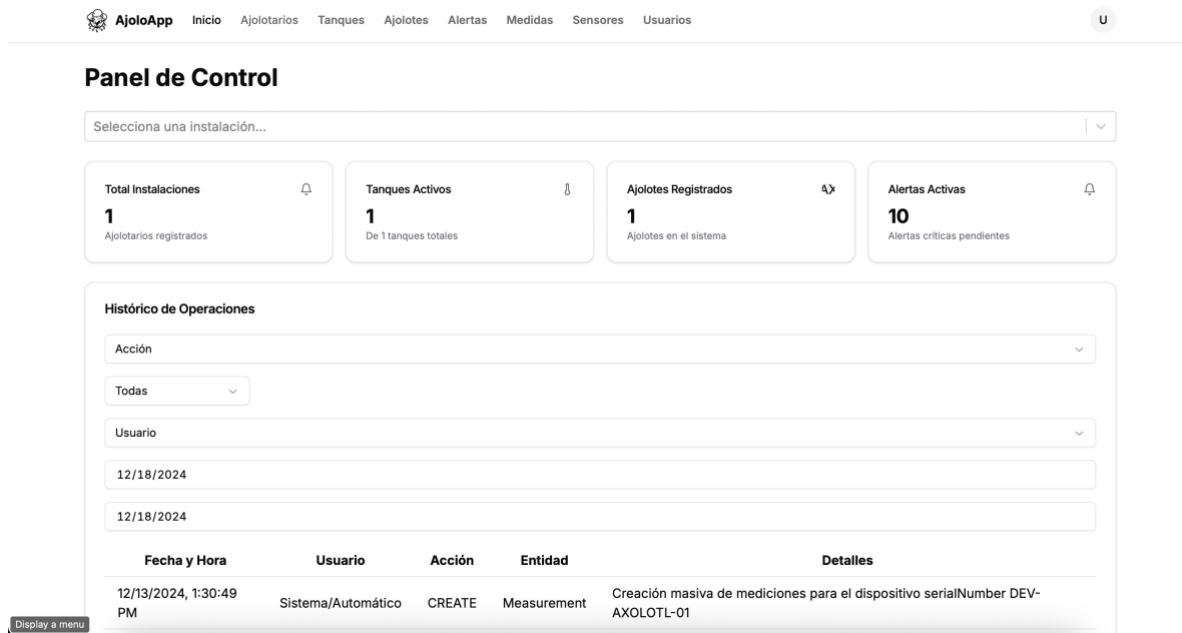 AjoloApp Inicio Ajolotarios Tanques Ajolotes Alertas Medidas Sensores Usuarios U
Panel de Control
Selecciona una instalación...
Total Instalaciones
1
Ajolotarios registrados
Tanques Activos
1
De 1 tanques totales
Ajolotes Registrados
1
Ajolotes en el sistema
Alertas Activas
10
Alertas críticas pendientes
Histórico de Operaciones
Acción
Todas
Usuario
12/18/2024
12/18/2024
Fecha y Hora Usuario Acción Entidad Detalles
12/13/2024, 1:30:49 Sistema/Automático CREATE Measurement Creación masiva de mediciones para el dispositivo serialNumber DEV-
PM AXOLOTL-01
Display a menu